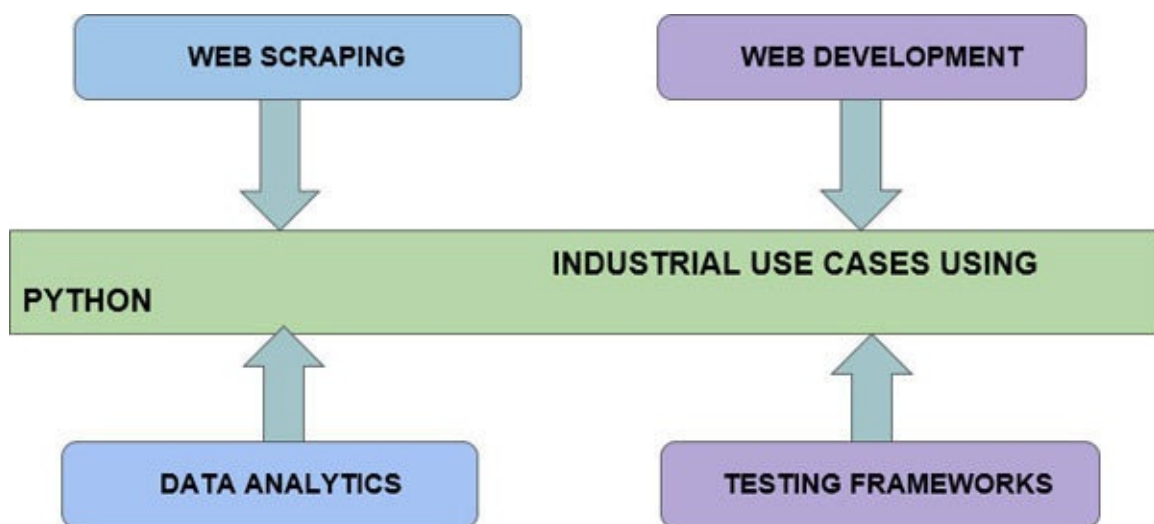 WEB SCRAPING
WEB DEVELOPMENT
INDUSTRIAL USE CASES USING
PYTHON
DATA ANALYTICS
TESTING FRAMEWORKS